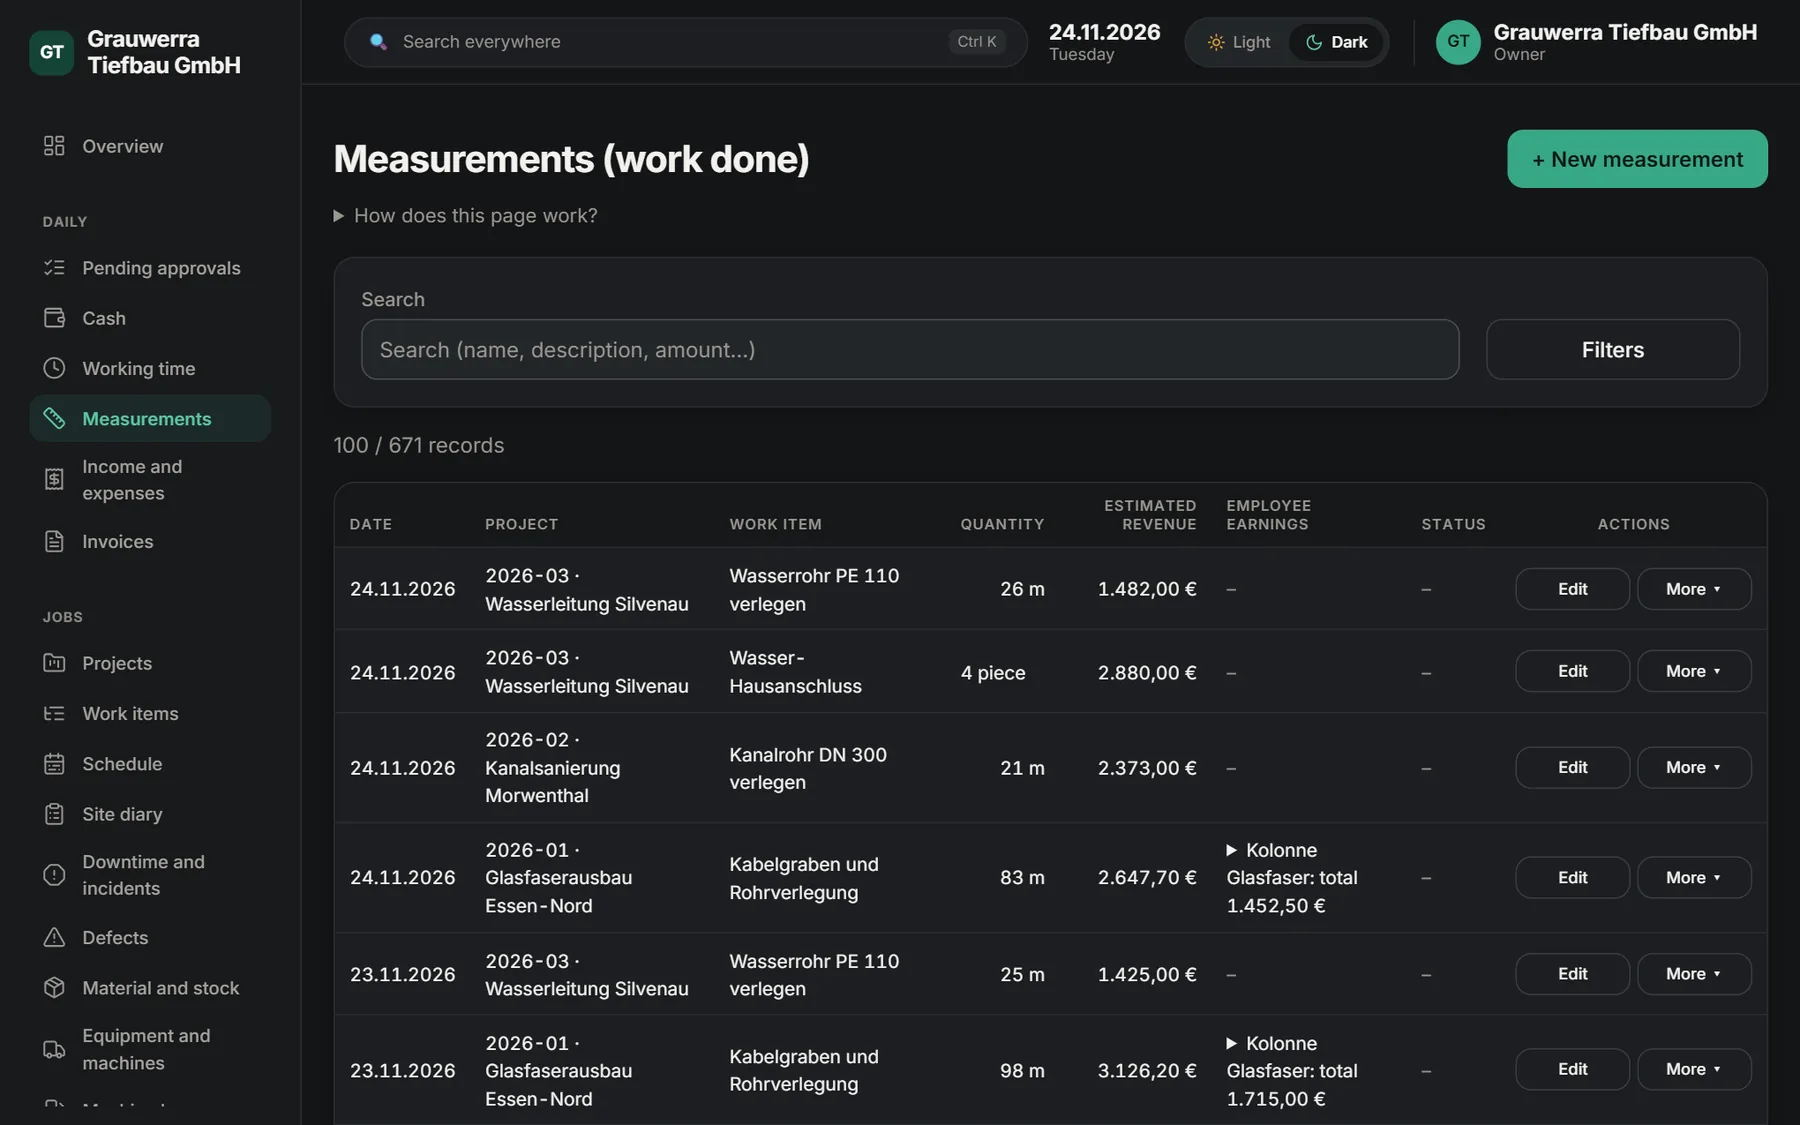 GT
Grauwerra
Tiefbau GmbH
Search everywhere
Ctrl K
24.11.2026
Tuesday
Light
Dark
GT
Grauwerra Tiefbau GmbH
Owner
Overview
DAILY
Pending approvals
Cash
Working time
Measurements
Income and
expenses
Invoices
JOBS
Projects
Work items
Schedule
Site diary
Downtime and
incidents
Defects
Material and stock
Equipment and
machines
Measurements (work done)
+ New measurement
▶ How does this page work?
Search
Search (name, description, amount...)
Filters
100 / 671 records
DATE PROJECT WORK ITEM QUANTITY ESTIMATED REVENUE EMPLOYEE EARNINGS STATUS ACTIONS
24.11.2026
2026-03 ·
Wasserleitung Silvenau
Wasserrohr PE 110
verlegen
26 m
1.482,00 €
–
–
Edit
More ▾
24.11.2026
2026-03 ·
Wasserleitung Silvenau
Wasser-
Hausanschluss
4 piece
2.880,00 €
–
–
Edit
More ▾
24.11.2026
2026-02 ·
Kanalsanierung
Morwenthal
Kanalrohr DN 300
verlegen
21 m
2.373,00 €
–
–
Edit
More ▾
24.11.2026
2026-01 ·
Glasfaserausbau
Essen-Nord
Kabelgraben und
Rohrverlegung
83 m
2.647,70 €
▶ Kolonne
Glasfaser: total
1.452,50 €
–
Edit
More ▾
23.11.2026
2026-03 ·
Wasserleitung Silvenau
Wasserrohr PE 110
verlegen
25 m
1.425,00 €
–
–
Edit
More ▾
23.11.2026
2026-01 ·
Glasfaserausbau
Essen-Nord
Kabelgraben und
Rohrverlegung
98 m
3.126,20 €
▶ Kolonne
Glasfaser: total
1.715,00 €
–
Edit
More ▾